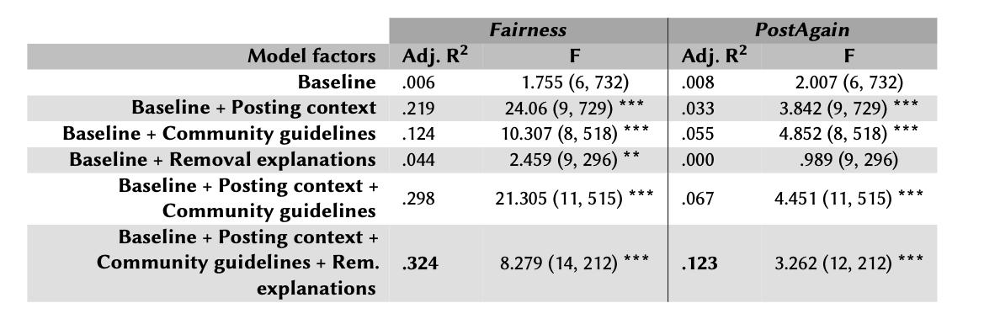 Fairness PostAgain
Model factors Adj. R² F Adj. R² F
Baseline .006 1.755 (6, 732) .008 2.007 (6, 732)
Baseline + Posting context .219 24.06 (9, 729) *** .033 3.842 (9, 729) ***
Baseline + Community guidelines .124 10.307 (8, 518) *** .055 4.852 (8, 518) ***
Baseline + Removal explanations .044 2.459 (9, 296) ** .000 .989 (9, 296)
Baseline + Posting context +
Community guidelines .298 21.305 (11, 515) *** .067 4.451 (11, 515) ***
Baseline + Posting context +
Community guidelines + Rem. .324 8.279 (14, 212) *** .123 3.262 (12, 212) ***
explanations